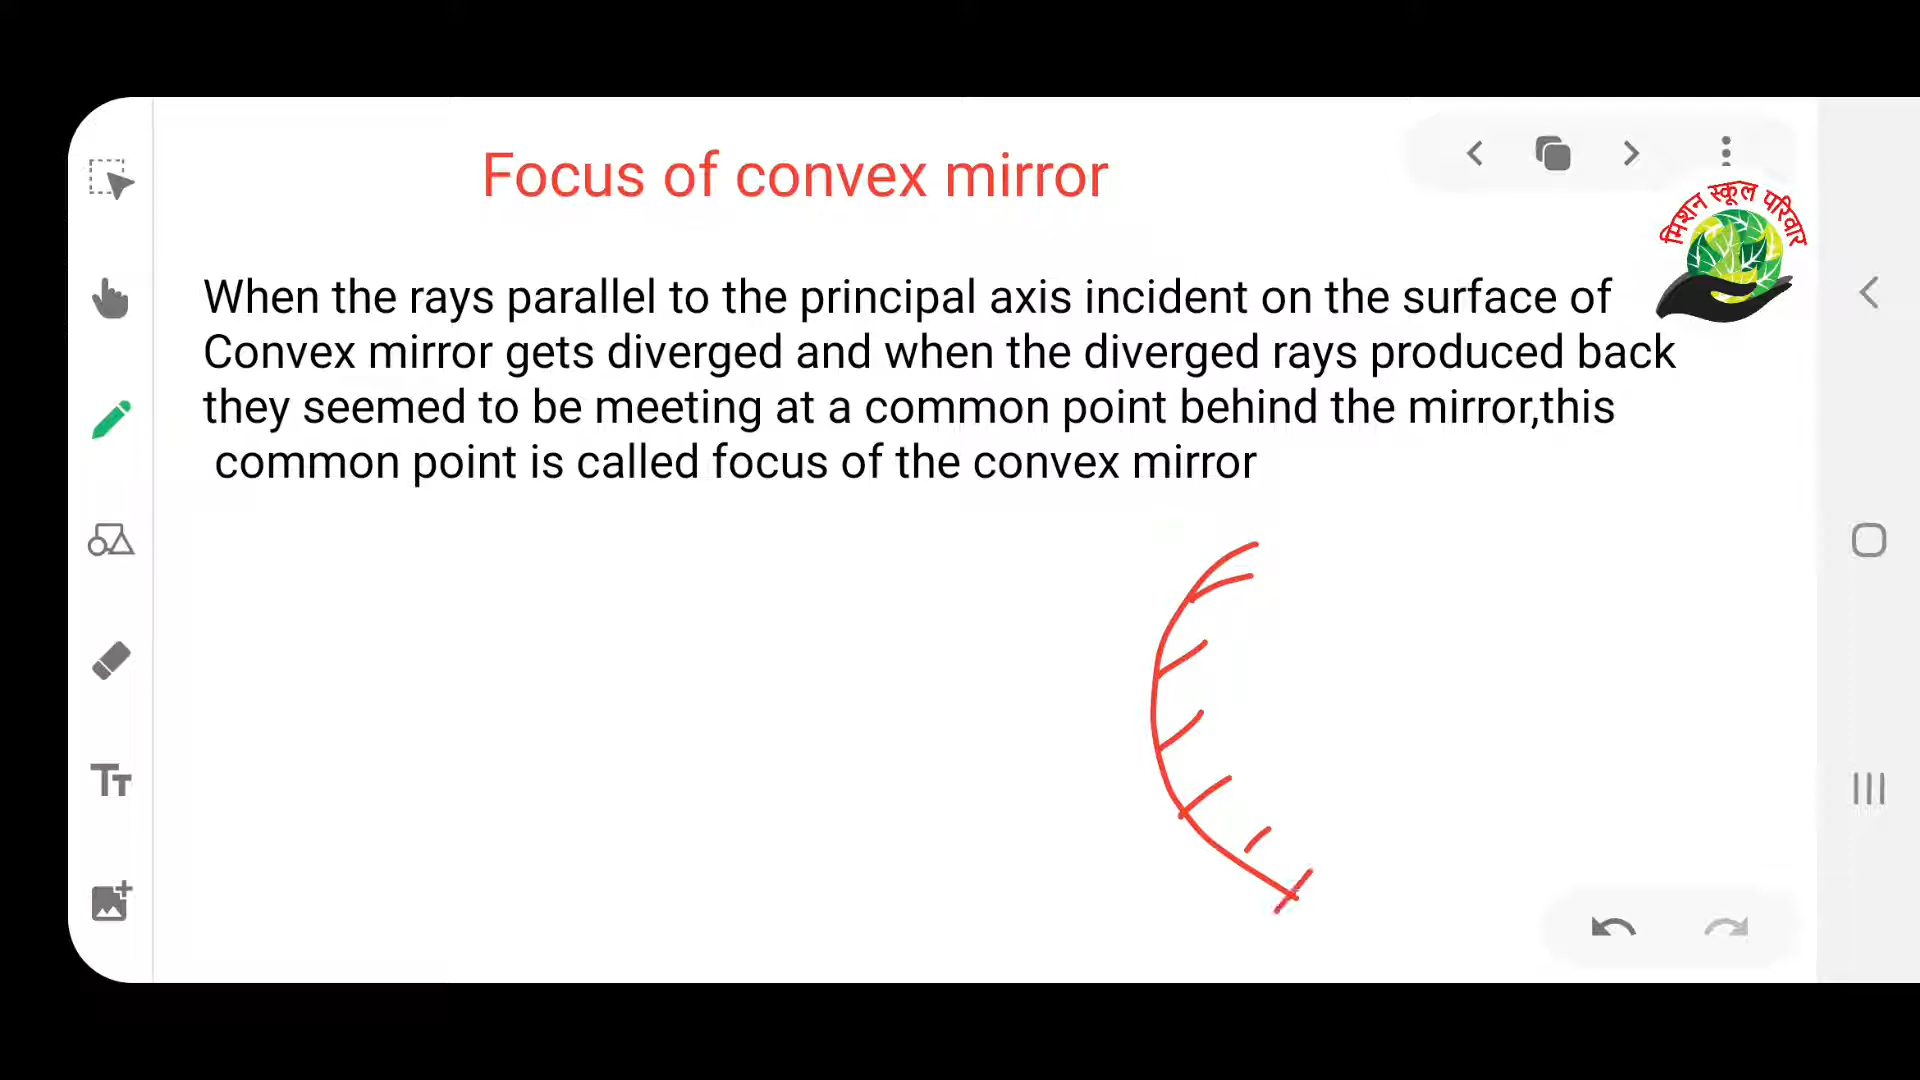 Focus of convex mirror
मिशन स्कूल परिवार
When the rays parallel to the principal axis incident on the surface of
Convex mirror gets diverged and when the diverged rays produced back
they seemed to be meeting at a common point behind the mirror,this
common point is called focus of the convex mirror
TT